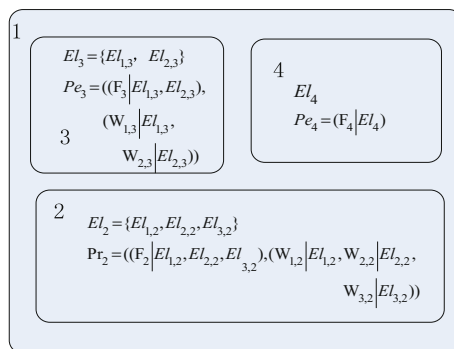 1
El₃ = {El₁,₃, El₂,₃}
Pe₃ = ((F₃|El₁,₃, El₂,₃),
(W₁,₃|El₁,₃,
3
W₂,₃|El₂,₃))
4
El₄
Pe₄ = (F₄|El₄)
2
El₂ = {El₁,₂, El₂,₂, El₃,₂}
Pr₂ = ((F₂|El₁,₂, El₂,₂, El₃,₂), (W₁,₂|El₁,₂, W₂,₂|El₂,₂,
W₃,₂|El₃,₂))